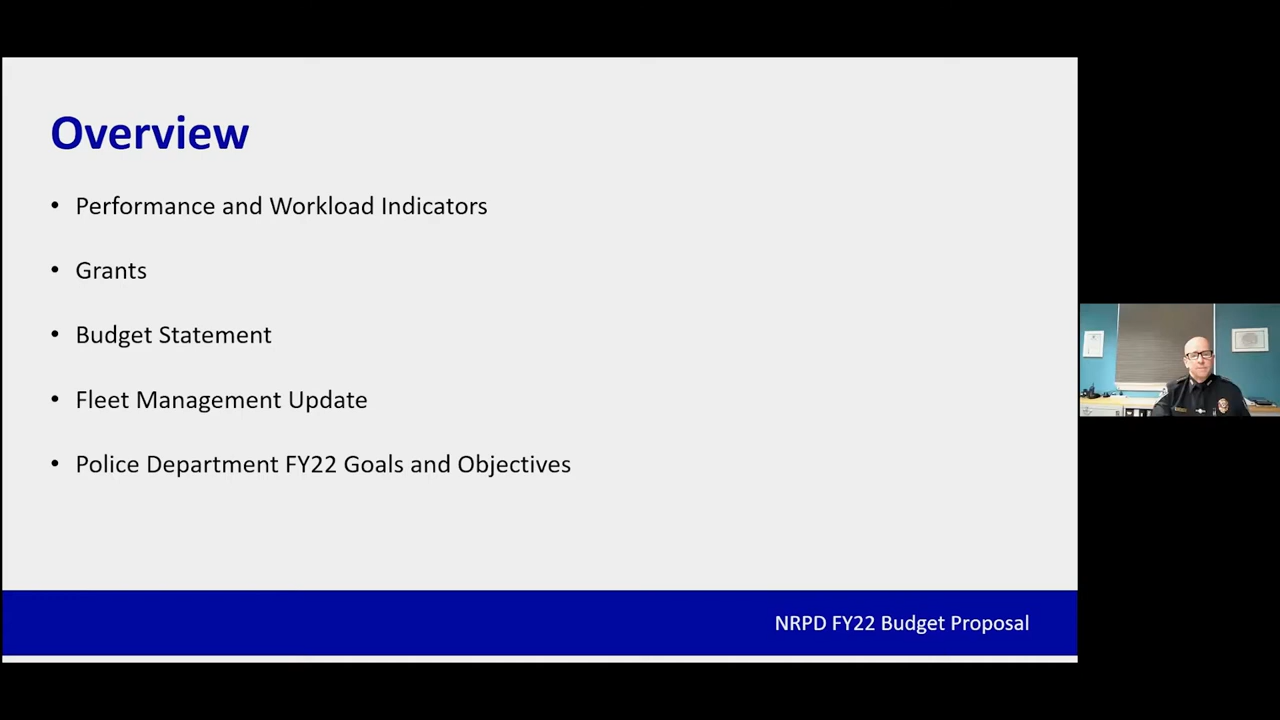 Overview
• Performance and Workload Indicators
• Grants
• Budget Statement
• Fleet Management Update
• Police Department FY22 Goals and Objectives
NRPD FY22 Budget Proposal